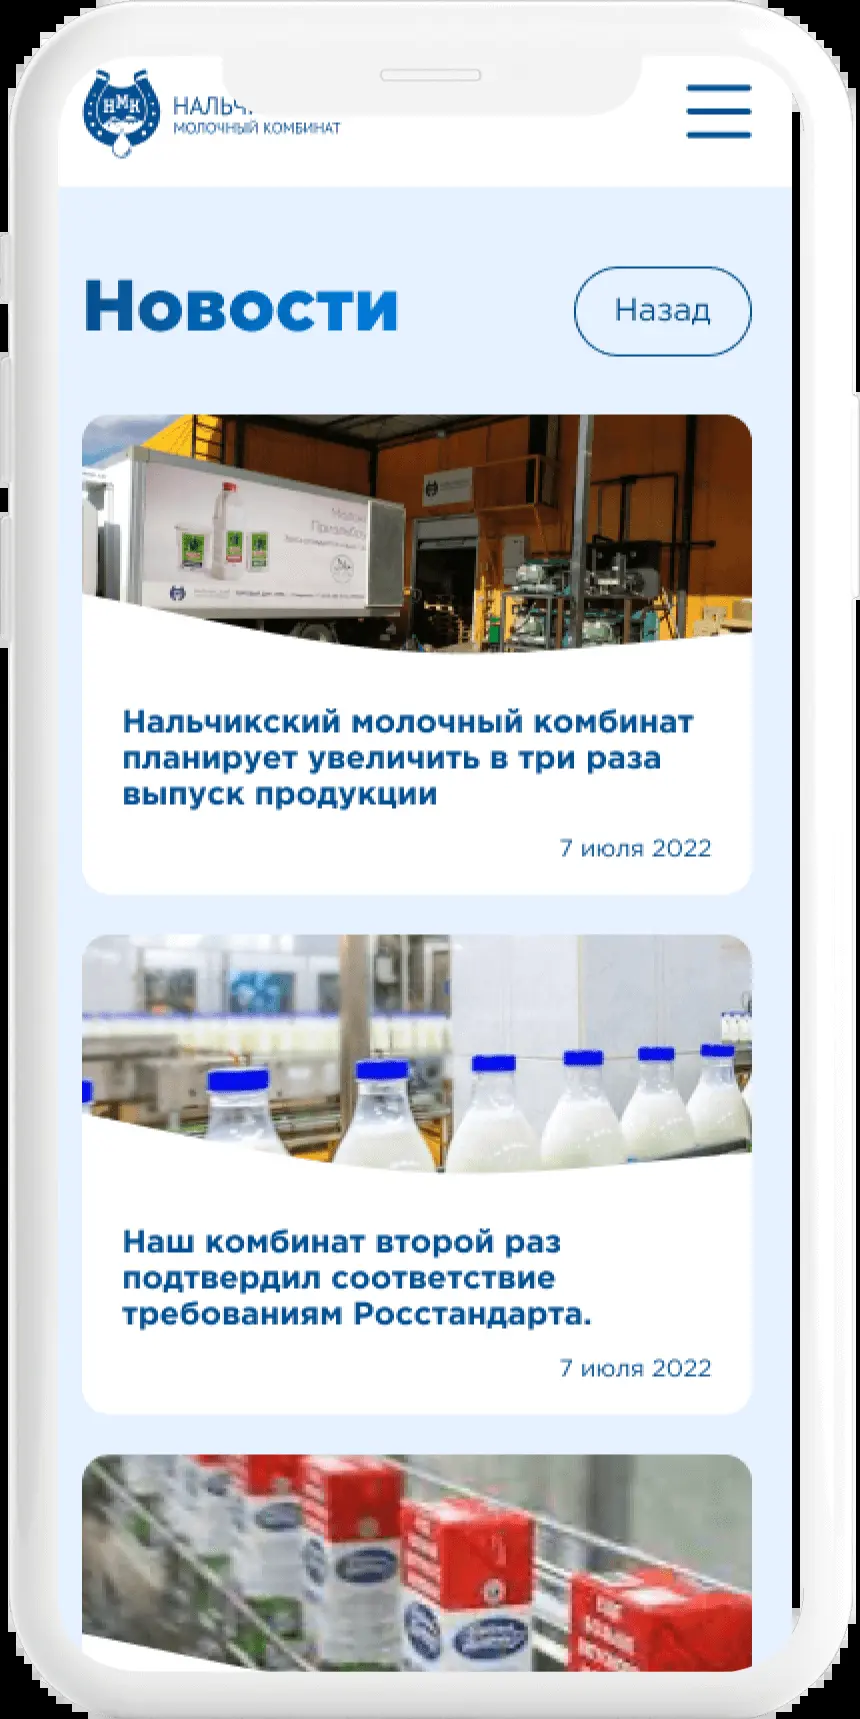 НМК
НАЛЬЧ
МОЛОЧНЫЙ КОМБИНАТ
Новости
Назад
Нальчикский молочный комбинат
планирует увеличить в три раза
выпуск продукции
7 июля 2022
Наш комбинат второй раз
подтвердил соответствие
требованиям Росстандарта.
7 июля 2022